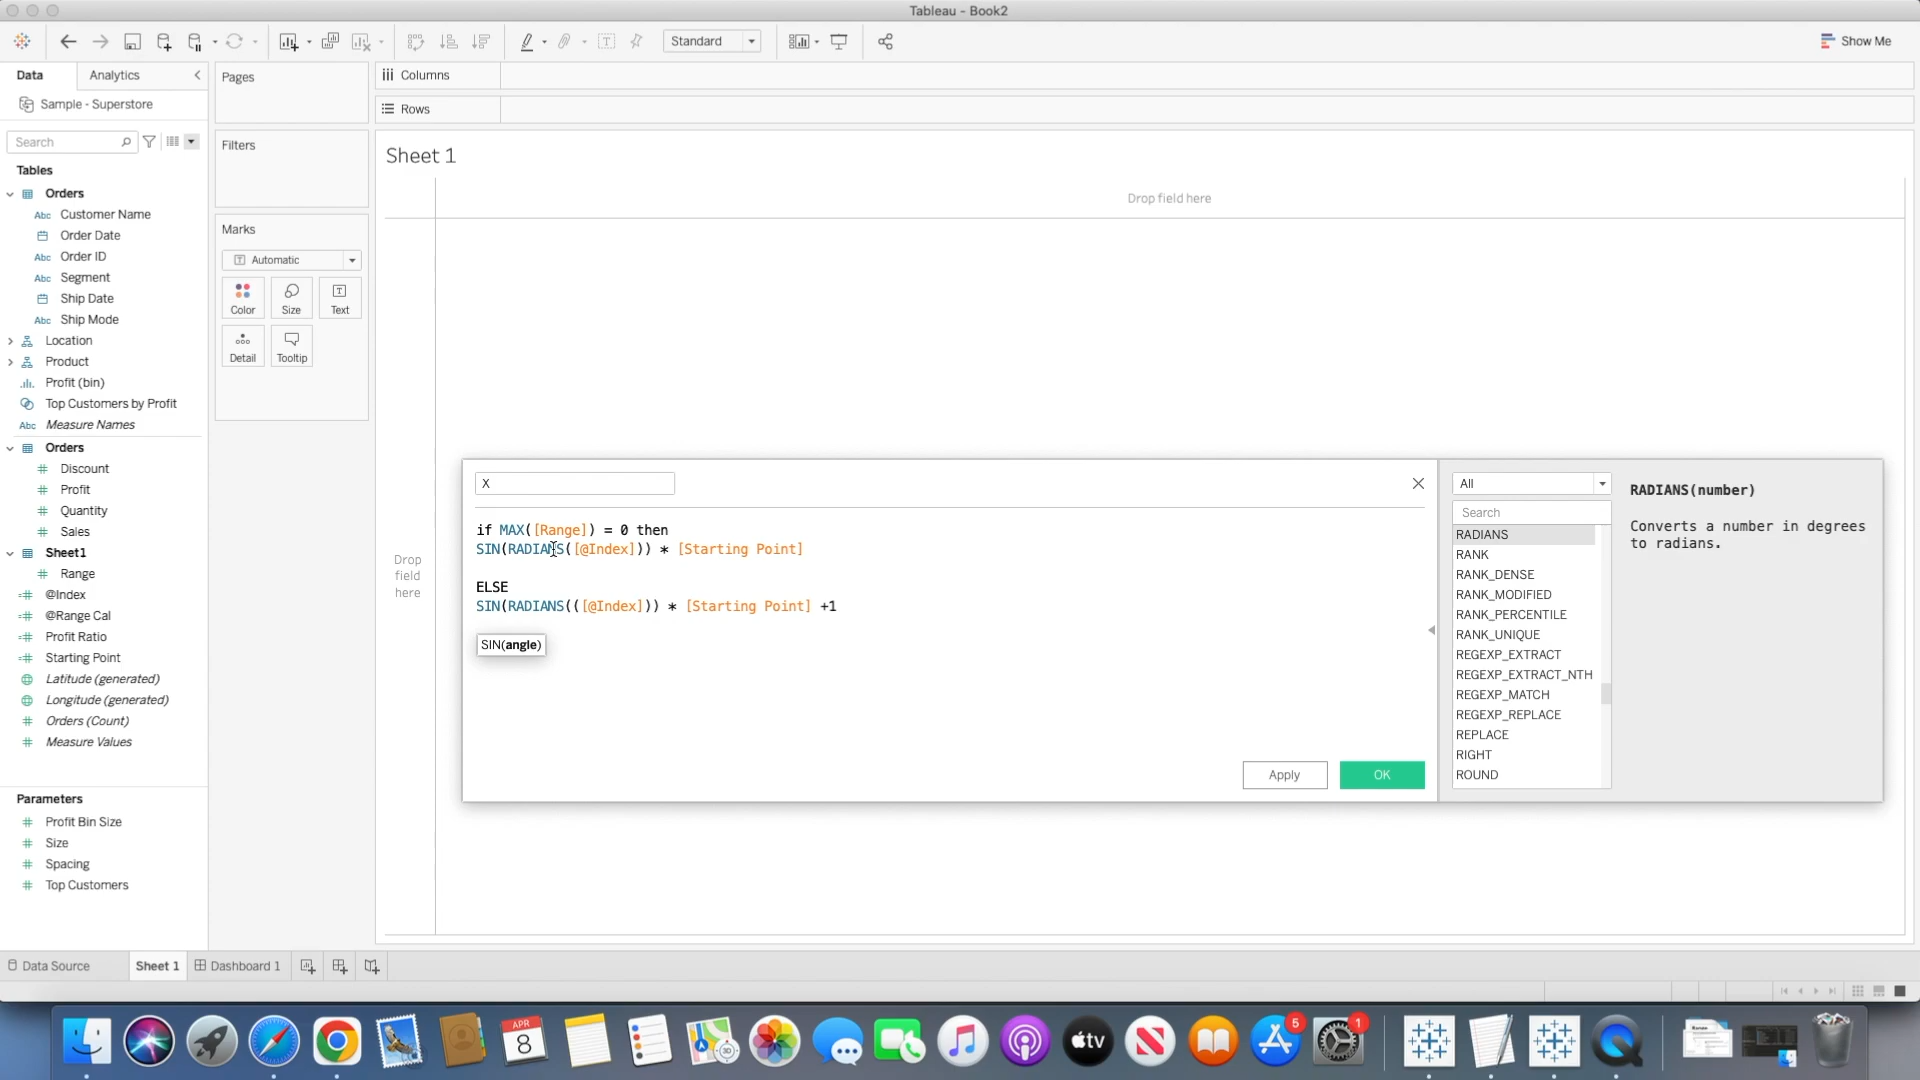 Tableau - Book2
Standard
Show Me
Data
Analytics
Pages
Columns
Rows
Sample - Superstore
Search
Filters
Sheet 1
Tables
Orders
Abc Customer Name
Order Date
Abc Order ID
Abc Segment
Ship Date
Abc Ship Mode
Location
Product
Profit (bin)
Top Customers by Profit
Abc Measure Names
Orders
Discount
Profit
Quantity
Sales
Sheet1
Range
@Index
@Range Cal
Profit Ratio
Starting Point
Latitude (generated)
Longitude (generated)
Orders (Count)
Measure Values
Parameters
Profit Bin Size
Size
Spacing
Top Customers
Marks
Automatic
Color
Size
Text
Detail
Tooltip
Drop field here
Drop
field
here
X
if MAX([Range]) = 0 then
SIN(RADIANS([@Index])) * [Starting Point]
ELSE
SIN(RADIANS(([@Index])) * [Starting Point] +1
SIN(angle)
Apply
OK
All
Search
RADIANS
RANK
RANK_DENSE
RANK_MODIFIED
RANK_PERCENTILE
RANK_UNIQUE
REGEXP_EXTRACT
REGEXP_EXTRACT_NTH
REGEXP_MATCH
REGEXP_REPLACE
REPLACE
RIGHT
ROUND
RADIANS(number)
Converts a number in degrees
to radians.
Data Source
Sheet 1
Dashboard 1
APR
8
tv
5
1